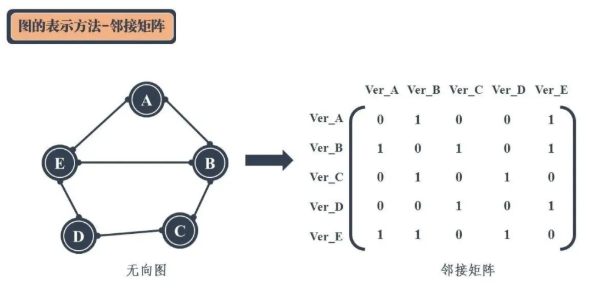 图的表示方法-邻接矩阵
A
E
B
D
C
无向图
Ver_A Ver_B Ver_C Ver_D Ver_E
Ver_A 0 1 0 0 1
Ver_B 1 0 1 0 1
Ver_C 0 1 0 1 0
Ver_D 0 0 1 0 1
Ver_E 1 1 0 1 0
邻接矩阵